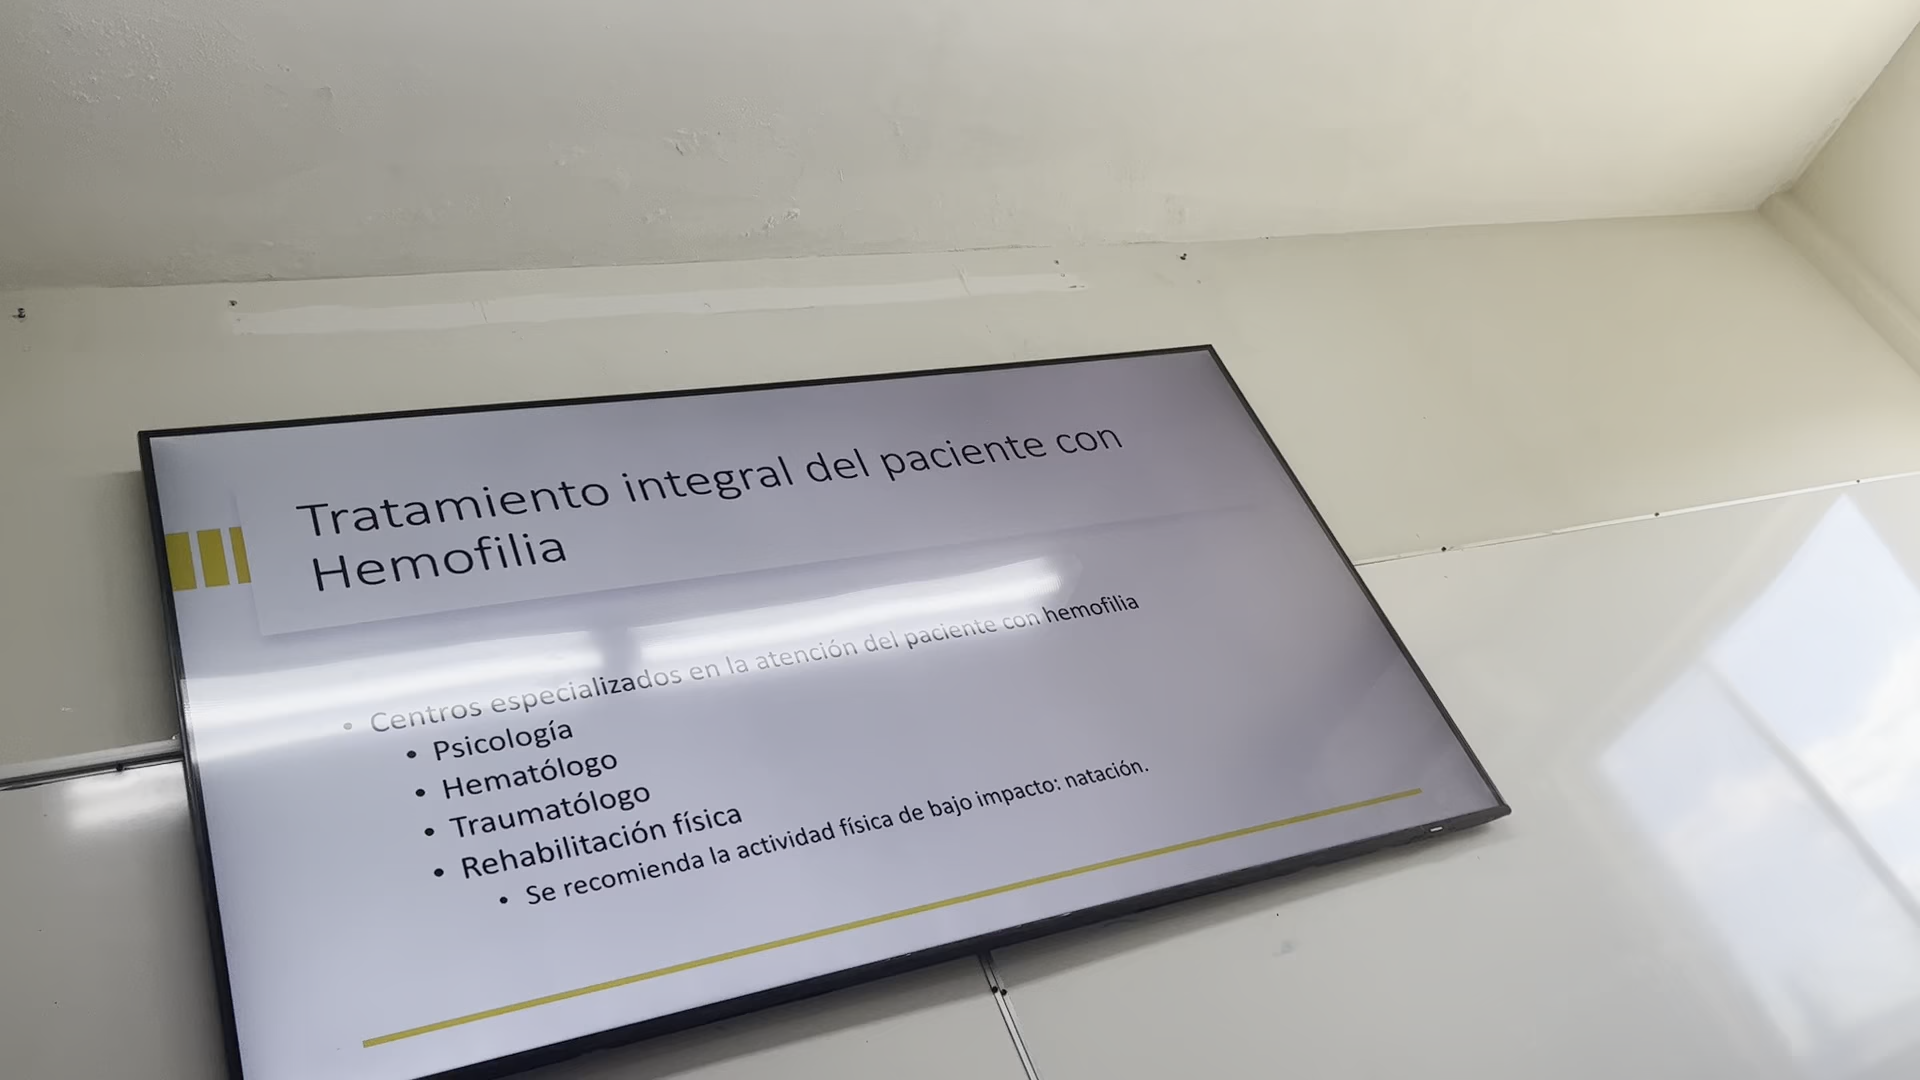 Tratamiento integral del paciente con
Hemofilia
• Centros especializados en la atención del paciente con hemofilia
• Psicología
• Hematólogo
• Traumatólogo
• Rehabilitación física
• Se recomienda la actividad física de bajo impacto: natación.